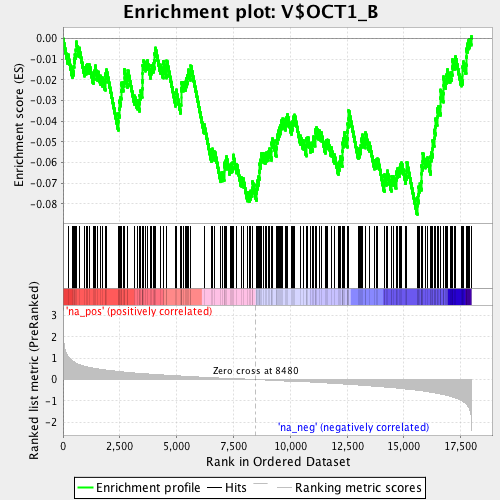 Enrichment plot: V$OCT1_B
Enrichment score (ES)
0.00
-0.01
-0.02
-0.03
-0.04
-0.05
-0.06
-0.07
-0.08
'na_pos' (positively correlated)
Ranked list metric (PreRanked)
3
2
1
0
-1
-2
Zero cross at 8480
'na_neg' (negatively correlated)
0 2,500 5,000 7,500 10,000 12,500 15,000 17,500
Rank in Ordered Dataset
Enrichment profile Hits Ranking metric scores